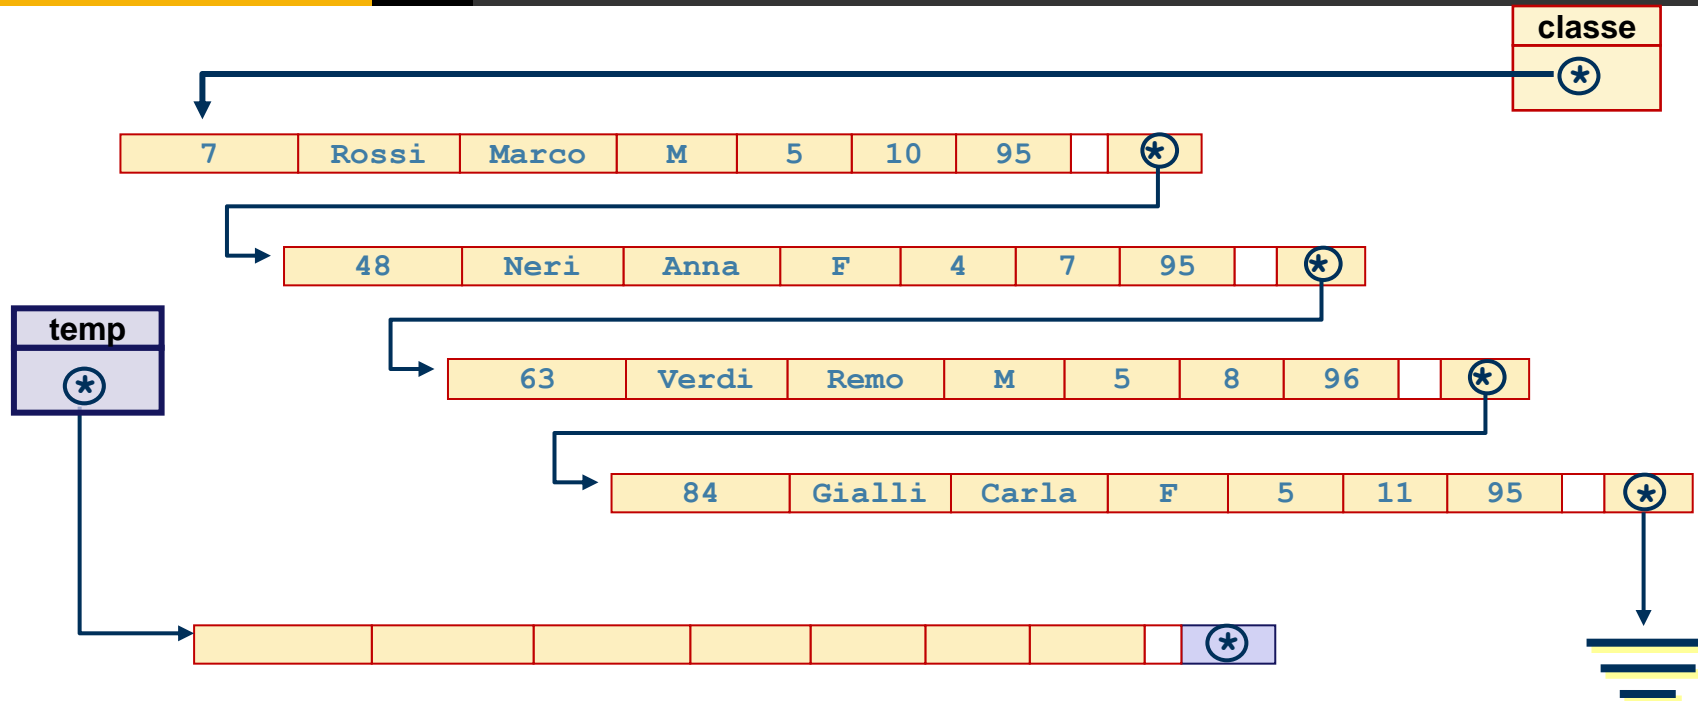 classe
*
7 Rossi Marco M 5 10 95 *
48 Neri Anna F 4 7 95 *
temp
*
63 Verdi Remo M 5 8 96 *
84 Gialli Carla F 5 11 95 *
*